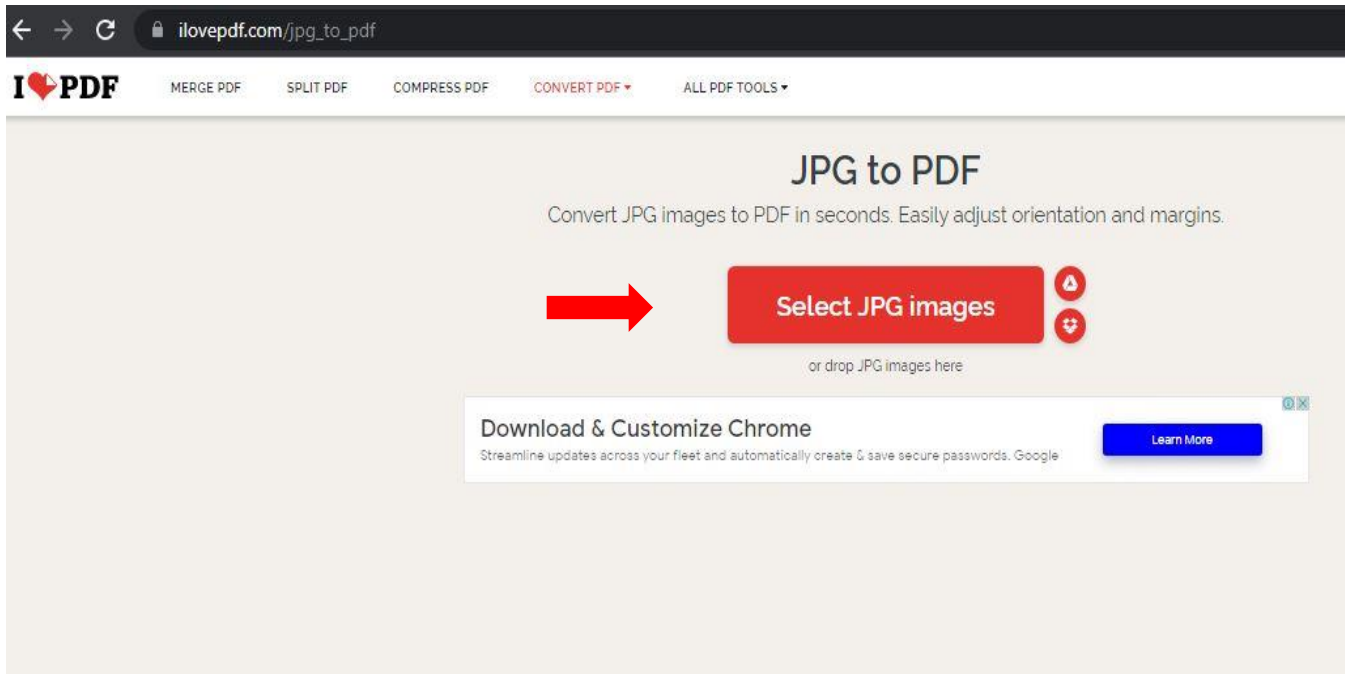 ilovepdf.com/jpg_to_pdf
I PDF
MERGE PDF
SPLIT PDF
COMPRESS PDF
CONVERT PDF
ALL PDF TOOLS
JPG to PDF
Convert JPG images to PDF in seconds. Easily adjust orientation and margins.
Select JPG images
or drop JPG images here
Download & Customize Chrome
Streamline updates across your fleet and automatically create & save secure passwords. Google
Learn More